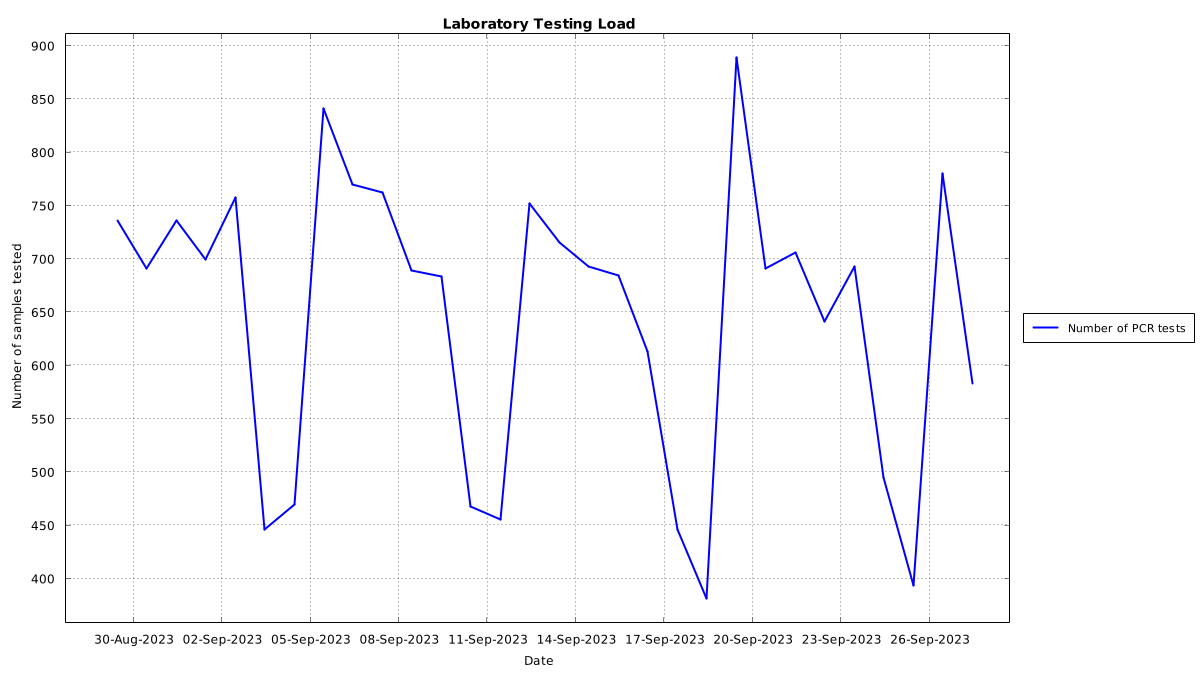 Laboratory Testing Load
900
850
800
750
700
650
600
550
500
450
400
Number of samples tested
30-Aug-2023 02-Sep-2023 05-Sep-2023 08-Sep-2023 11-Sep-2023 14-Sep-2023 17-Sep-2023 20-Sep-2023 23-Sep-2023 26-Sep-2023
Date
Number of PCR tests